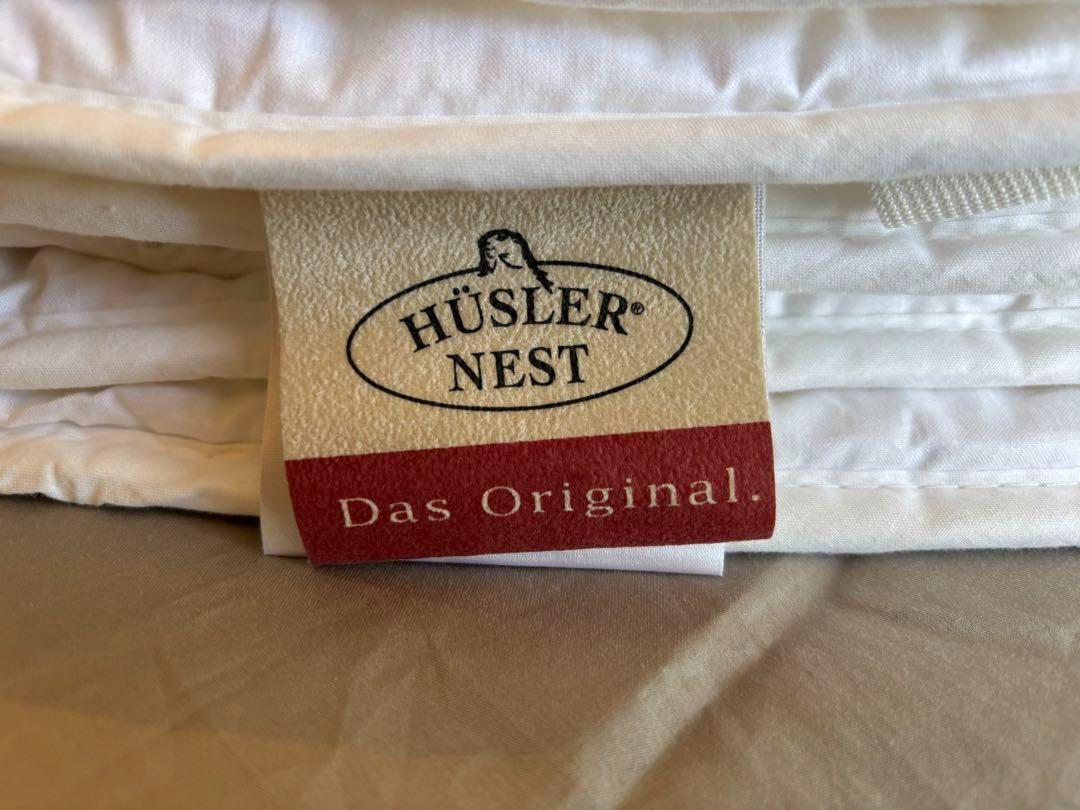 HÜSLER®
NEST
Das Original.